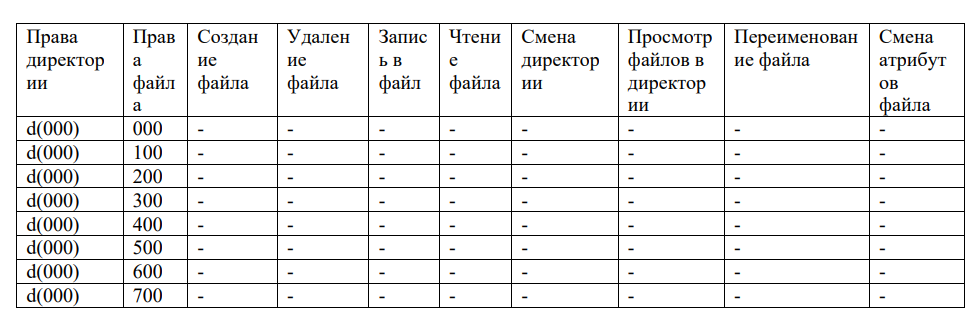 Права директории | Права файла | Создание файла | Удаление файла | Запись в файл | Чтение файла | Смена директории | Просмотр файлов в директории | Переименование файла | Смена атрибутов файла
d(000) | 000 | - | - | - | - | - | - | - | -
d(000) | 100 | - | - | - | - | - | - | - | -
d(000) | 200 | - | - | - | - | - | - | - | -
d(000) | 300 | - | - | - | - | - | - | - | -
d(000) | 400 | - | - | - | - | - | - | - | -
d(000) | 500 | - | - | - | - | - | - | - | -
d(000) | 600 | - | - | - | - | - | - | - | -
d(000) | 700 | - | - | - | - | - | - | - | -